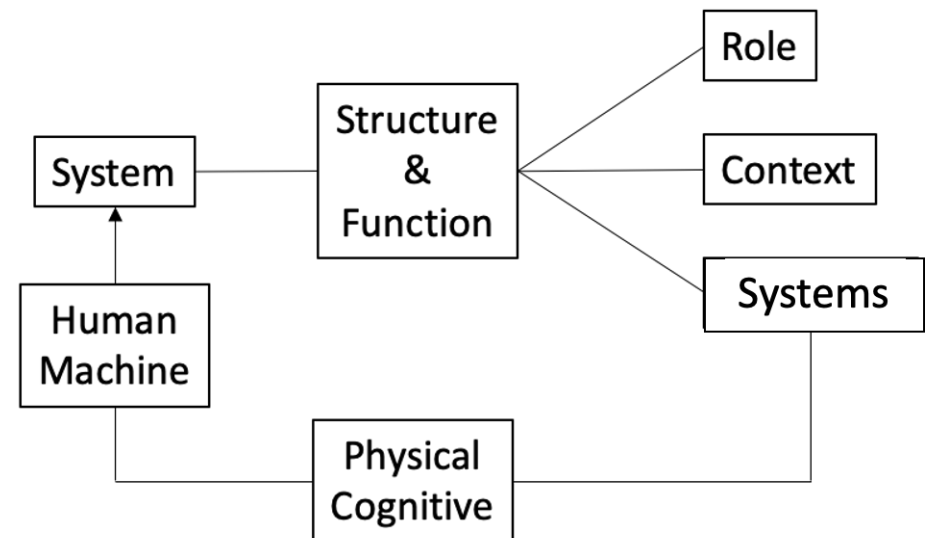 Role
Structure
&
Function
System
Context
Systems
Human
Machine
Physical
Cognitive